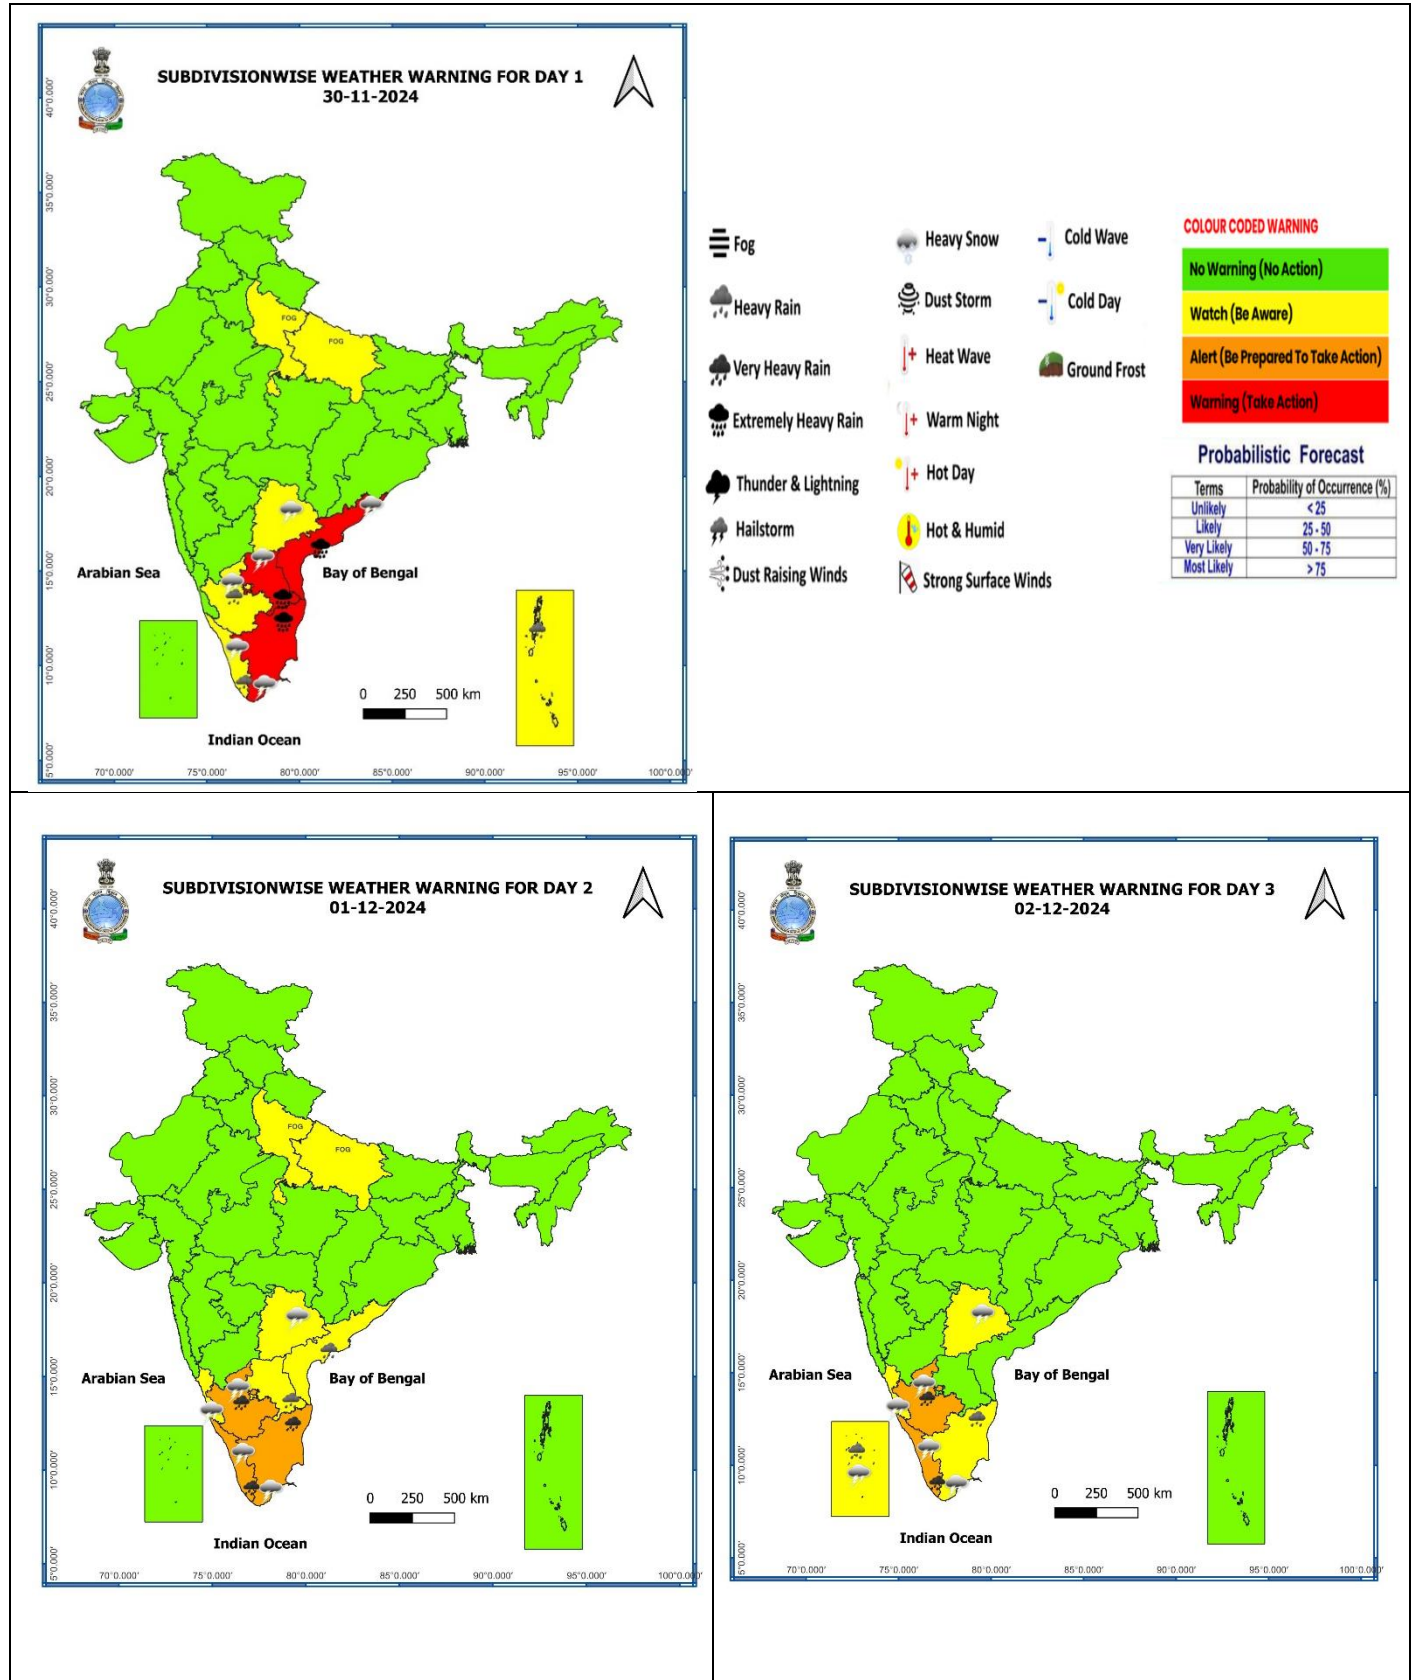 SUBDIVISIONWISE WEATHER WARNING FOR DAY 1
30-11-2024
40°0.000'
35°0.000'
30°0.000'
25°0.000'
20°0.000'
15°0.000'
10°0.000'
5°0.000'
FOG
FOG
Arabian Sea
Bay of Bengal
0 250 500 km
Indian Ocean
70°0.000' 75°0.000' 80°0.000' 85°0.000' 90°0.000' 95°0.000' 100°0.000'
Fog
Heavy Rain
Very Heavy Rain
Extremely Heavy Rain
Thunder & Lightning
Hailstorm
Dust Raising Winds
Heavy Snow
Dust Storm
Heat Wave
Warm Night
Hot Day
Hot & Humid
Strong Surface Winds
Cold Wave
Cold Day
Ground Frost
COLOUR CODED WARNING
No Warning (No Action)
Watch (Be Aware)
Alert (Be Prepared To Take Action)
Warning (Take Action)
Probabilistic Forecast
Terms Probability of Occurrence (%)
Unlikely < 25
Likely 25 - 50
Very Likely 50 - 75
Most Likely > 75
SUBDIVISIONWISE WEATHER WARNING FOR DAY 2
01-12-2024
40°0.000'
35°0.000'
30°0.000'
25°0.000'
20°0.000'
15°0.000'
10°0.000'
5°0.000'
FOG
FOG
Arabian Sea
Bay of Bengal
0 250 500 km
Indian Ocean
70°0.000' 75°0.000' 80°0.000' 85°0.000' 90°0.000' 95°0.000' 100°0.000'
SUBDIVISIONWISE WEATHER WARNING FOR DAY 3
02-12-2024
40°0.000'
35°0.000'
30°0.000'
25°0.000'
20°0.000'
15°0.000'
10°0.000'
5°0.000'
Arabian Sea
Bay of Bengal
0 250 500 km
Indian Ocean
70°0.000' 75°0.000' 80°0.000' 85°0.000' 90°0.000' 95°0.000' 100°0.000'